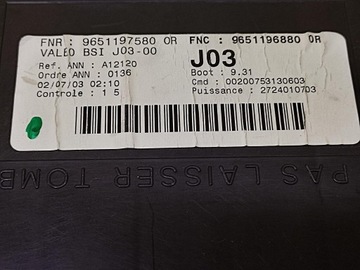 FNR : 9651197580 0R FNC : 9651196880 0R
VALEO BSI J03-00 J03
Ref. ANN : A12120 Boot : 9.31
Ordre ANN : 0136 Cmd : 00200753130603
02/07/03 02:10 Puissance : 2724010703
Controle : 1 5
PAS LAISSER TOMB